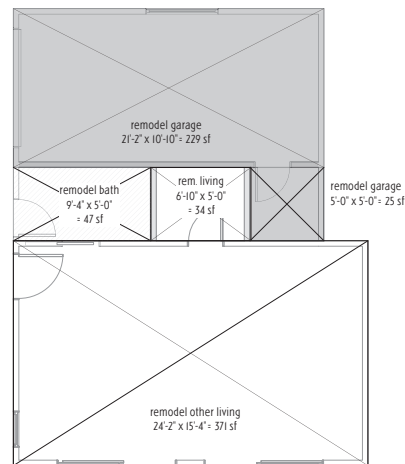 remodel garage
21'-2" x 10'-10" = 229 sf
remodel bath
9'-4" x 5'-0"
= 47 sf
rem. living
6'-10" x 5'-0"
= 34 sf
remodel garage
5'-0" x 5'-0" = 25 sf
remodel other living
24'-2" x 15'-4" = 371 sf